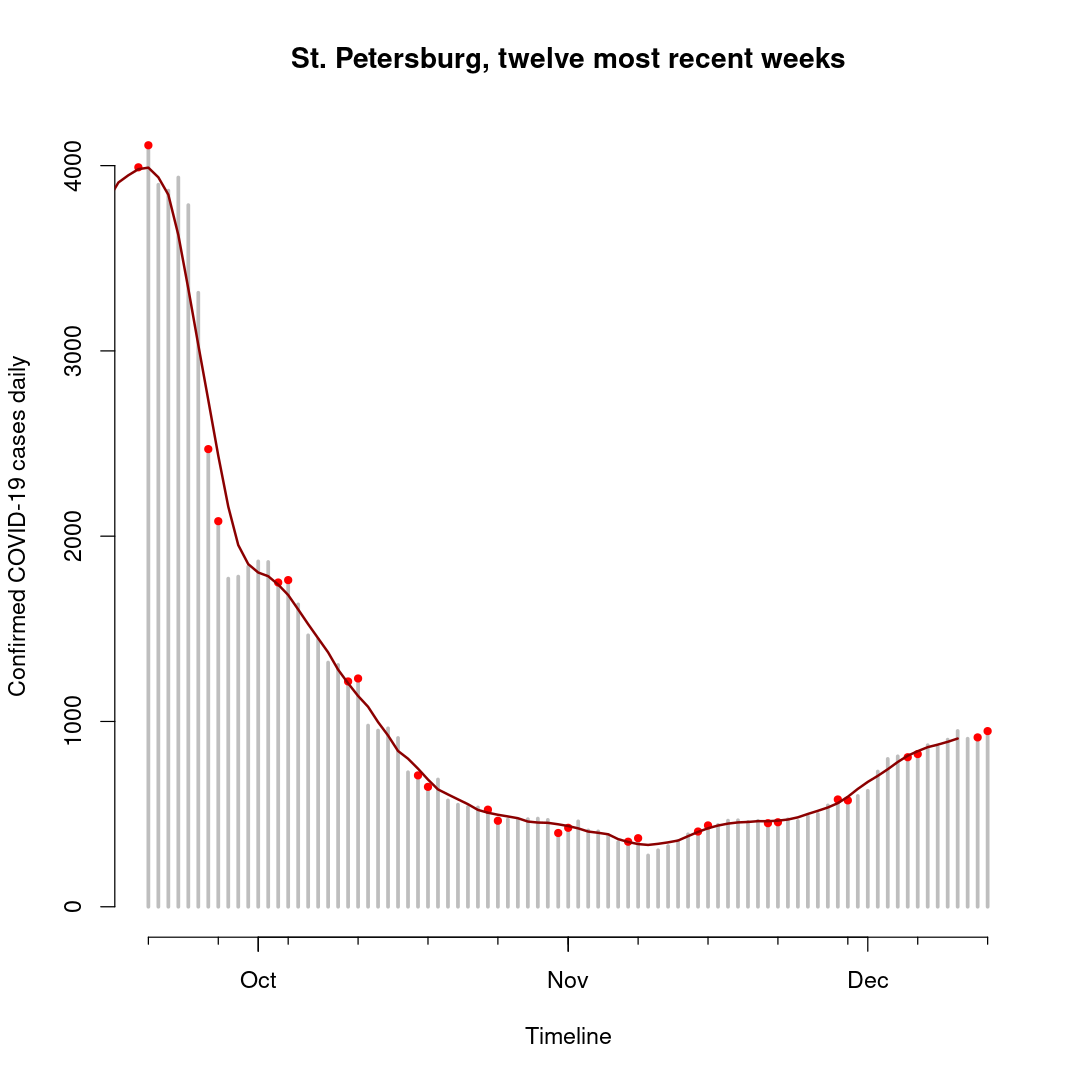 St. Petersburg, twelve most recent weeks
Confirmed COVID-19 cases daily
4000
3000
2000
1000
0
Oct Nov Dec
Timeline